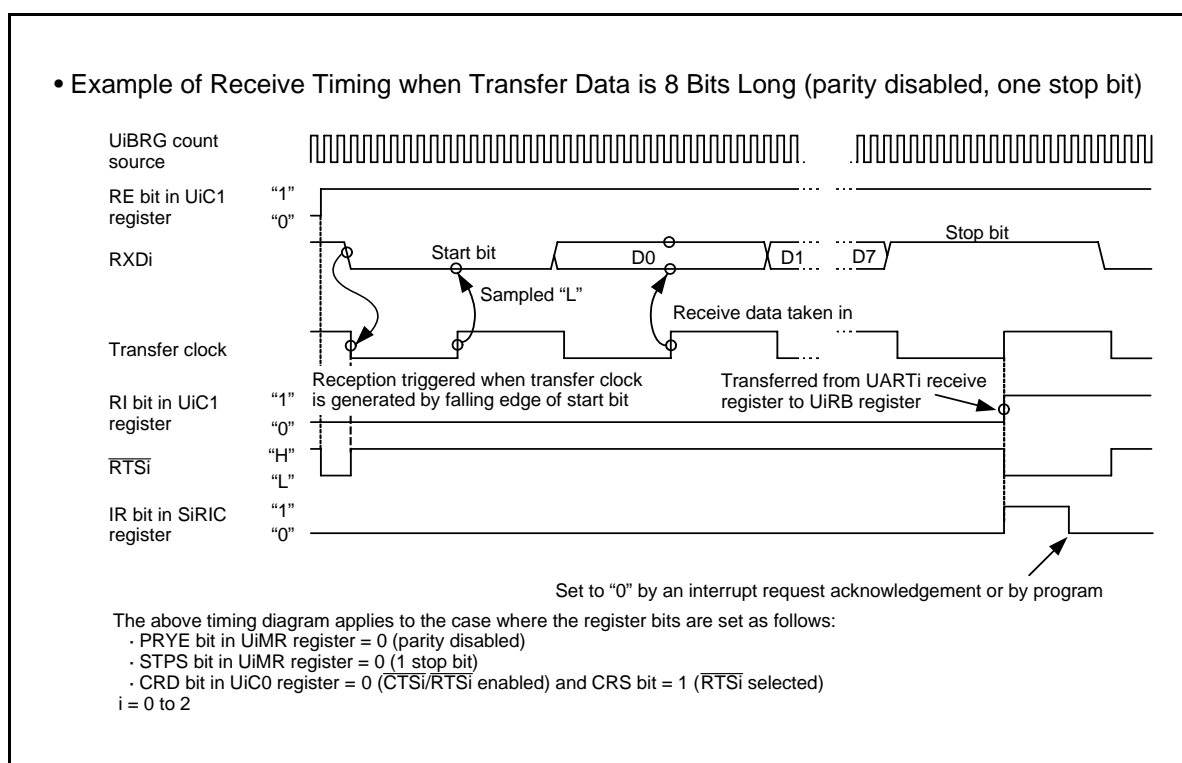 • Example of Receive Timing when Transfer Data is 8 Bits Long (parity disabled, one stop bit)
UiBRG count
source
RE bit in UiC1
register
“1”
“0”
RXDi
Start bit
D0
D1
D7
Stop bit
Sampled “L”
Receive data taken in
Transfer clock
Reception triggered when transfer clock
is generated by falling edge of start bit
Transferred from UARTi receive
register to UiRB register
RI bit in UiC1
register
“1”
“0”
RTSi
“H”
“L”
IR bit in SiRIC
register
“1”
“0”
Set to “0” by an interrupt request acknowledgement or by program
The above timing diagram applies to the case where the register bits are set as follows:
· PRYE bit in UiMR register = 0 (parity disabled)
· STPS bit in UiMR register = 0 (1 stop bit)
· CRD bit in UiC0 register = 0 (CTSi/RTSi enabled) and CRS bit = 1 (RTSi selected)
i = 0 to 2